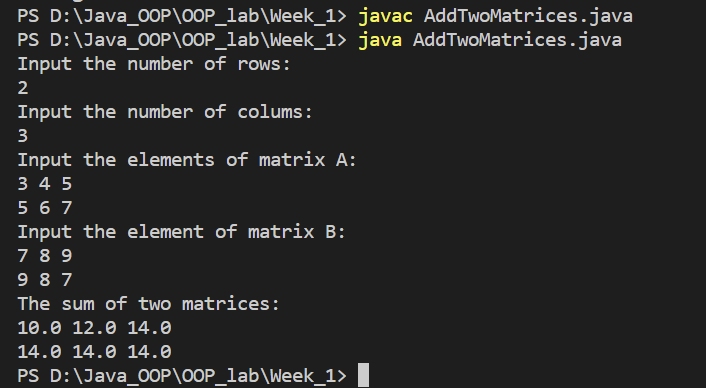 PS D:\Java_OOP\OOP_lab\Week_1> javac AddTwoMatrices.java
PS D:\Java_OOP\OOP_lab\Week_1> java AddTwoMatrices.java
Input the number of rows:
2
Input the number of colums:
3
Input the elements of matrix A:
3 4 5
5 6 7
Input the element of matrix B:
7 8 9
9 8 7
The sum of two matrices:
10.0 12.0 14.0
14.0 14.0 14.0
PS D:\Java_OOP\OOP_lab\Week_1>